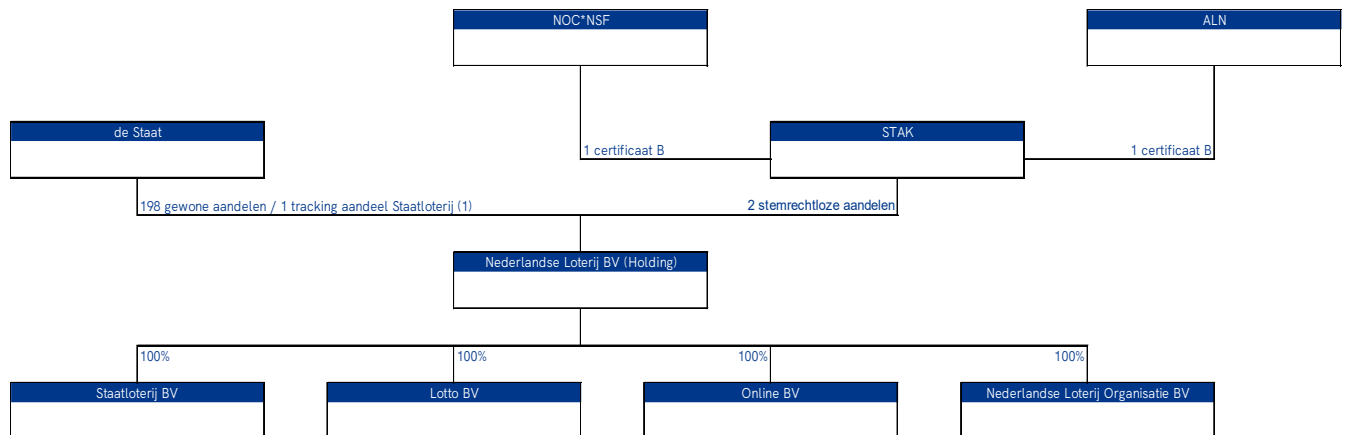 NOC*NSF
ALN
de Staat
STAK
1 certificaat B
1 certificaat B
198 gewone aandelen / 1 tracking aandeel Staatloterij (1)
2 stemrechtloze aandelen
Nederlandse Loterij BV (Holding)
100%
100%
100%
100%
Staatloterij BV
Lotto BV
Online BV
Nederlandse Loterij Organisatie BV